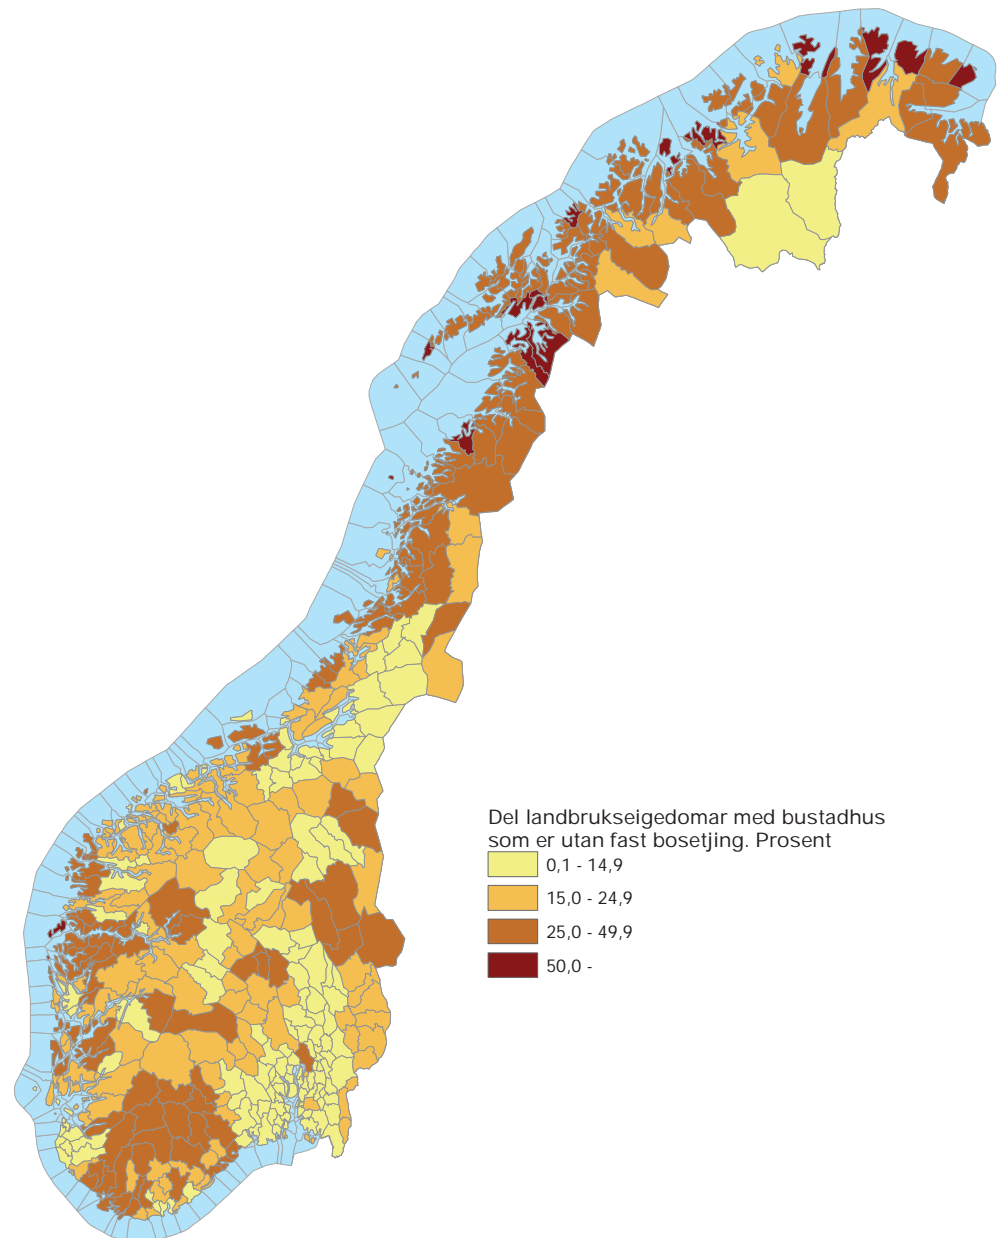 Del landbrukseigedomar med bustadhus
som er utan fast bosetjing. Prosent
0,1 - 14,9
15,0 - 24,9
25,0 - 49,9
50,0 -